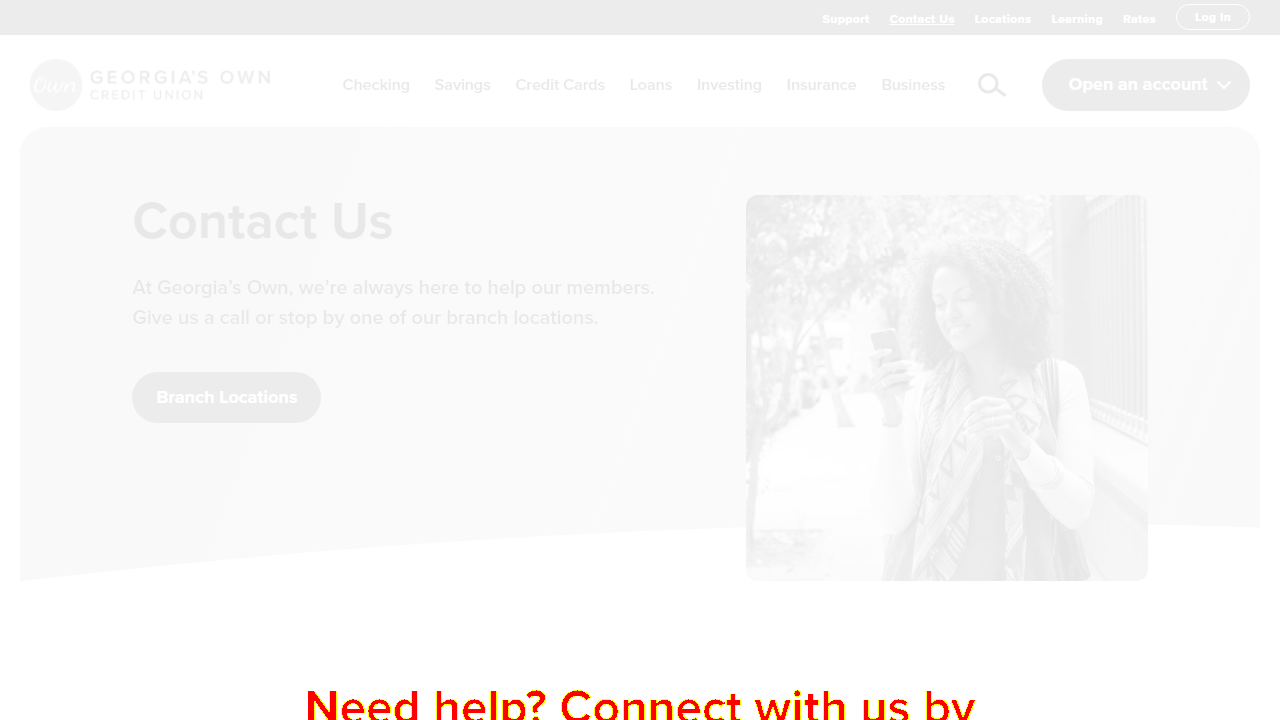 Support Contact Us Locations Learning Rates Log In
Own GEORGIA'S OWN
CREDIT UNION
Checking Savings Credit Cards Loans Investing Insurance Business Open an account
Contact Us
At Georgia's Own, we're always here to help our members.
Give us a call or stop by one of our branch locations.
Branch Locations
Need help? Connect with us by